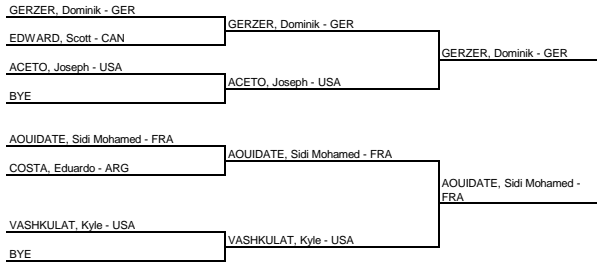 GERZER, Dominik - GER
GERZER, Dominik - GER
EDWARD, Scott - CAN
GERZER, Dominik - GER
ACETO, Joseph - USA
ACETO, Joseph - USA
BYE
AOUIDATE, Sidi Mohamed - FRA
AOUIDATE, Sidi Mohamed - FRA
COSTA, Eduardo - ARG
AOUIDATE, Sidi Mohamed -
FRA
VASHKULAT, Kyle - USA
VASHKULAT, Kyle - USA
BYE